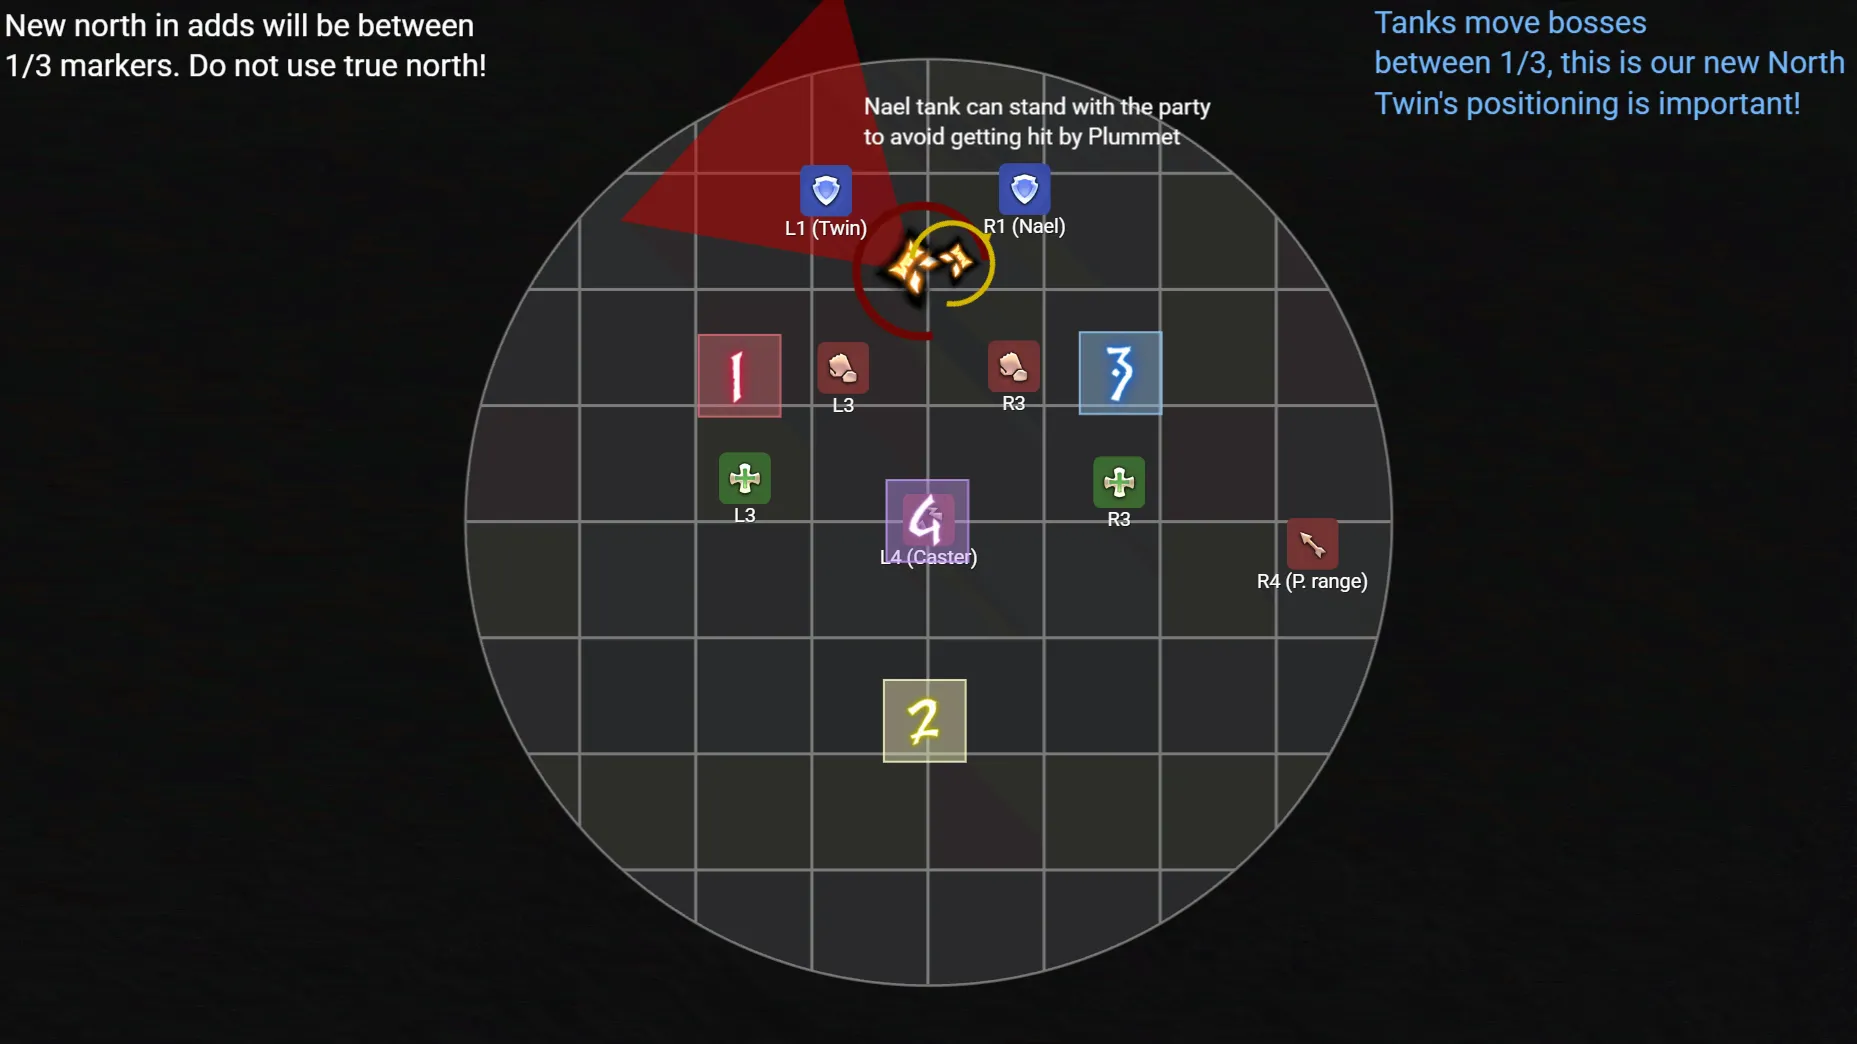 New north in adds will be between
1/3 markers. Do not use true north!
Tanks move bosses
between 1/3, this is our new North
Twin's positioning is important!
Nael tank can stand with the party
to avoid getting hit by Plummet
L1 (Twin)
R1 (Nael)
1
3
L3
R3
L3
R3
4
L4 (Caster)
R4 (P. range)
2